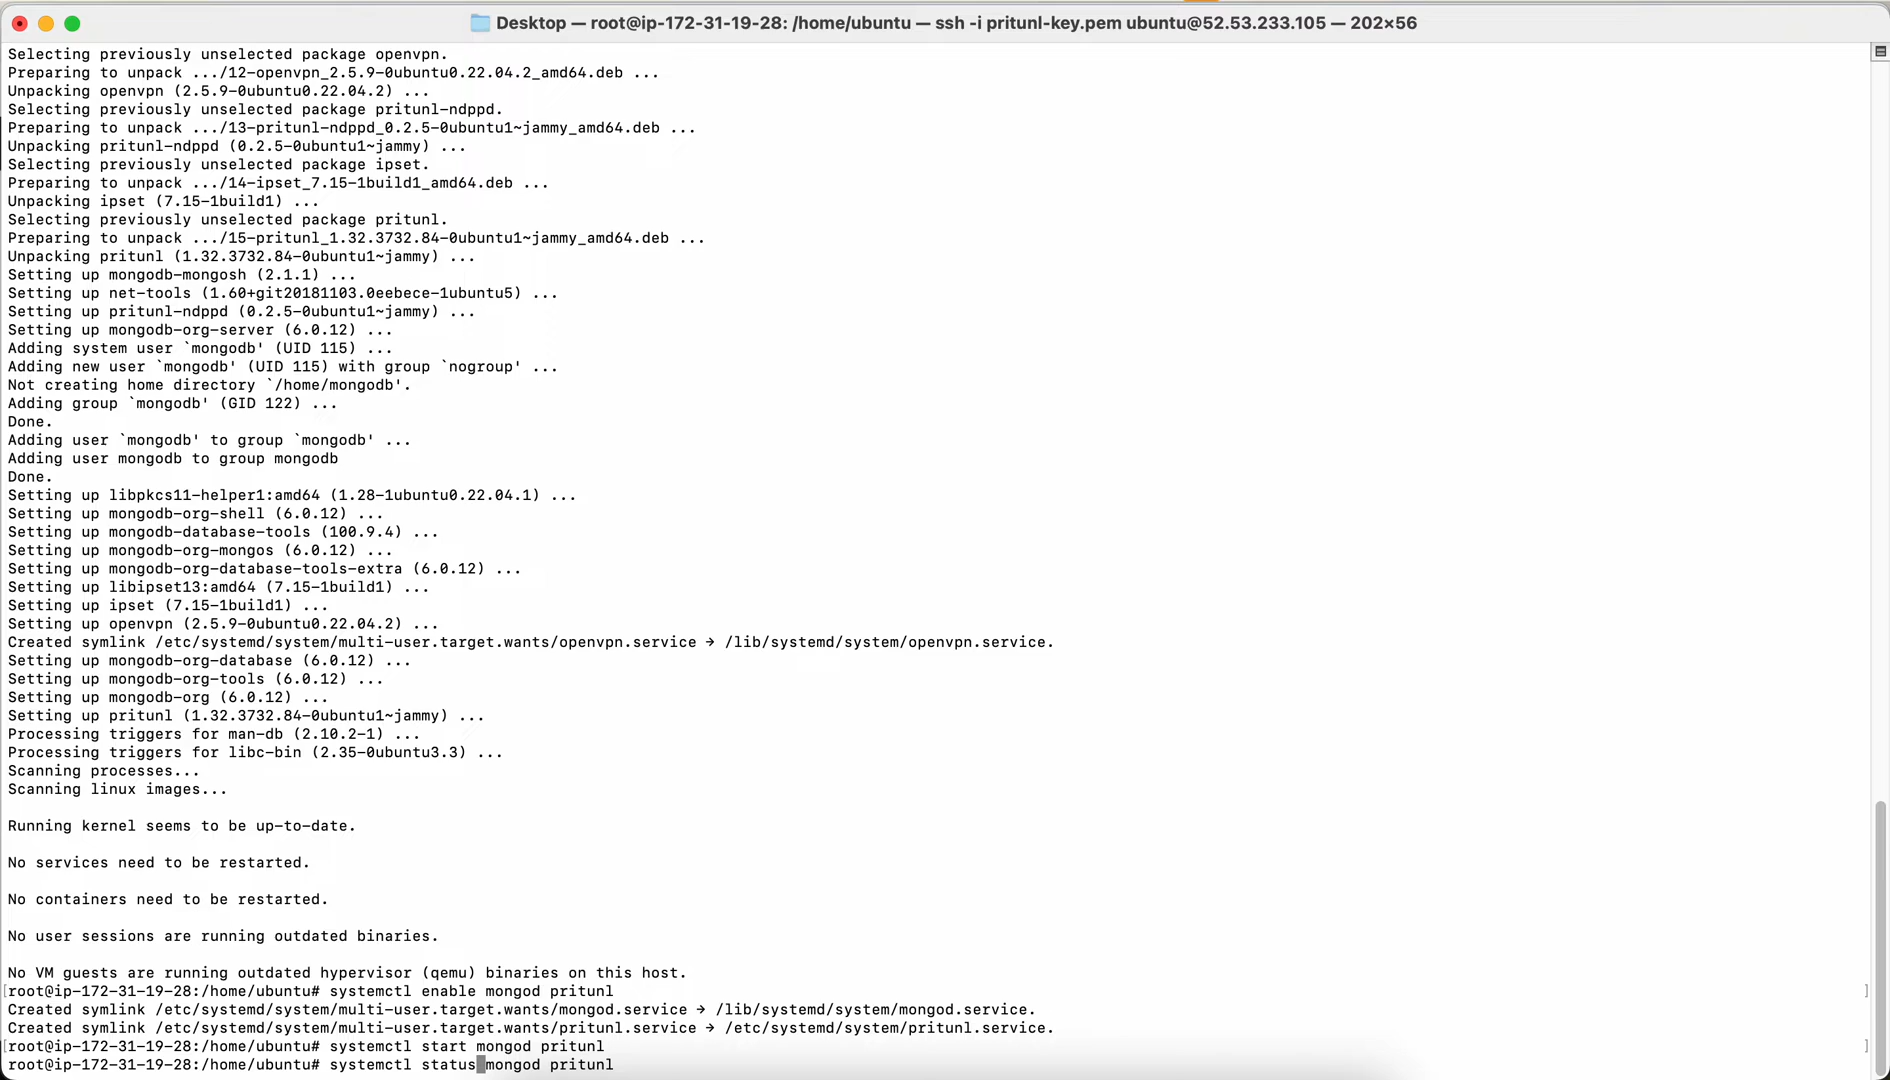 Desktop — root@ip-172-31-19-28: /home/ubuntu — ssh -i pritunl-key.pem ubuntu@52.53.233.105 — 202×56
Selecting previously unselected package openvpn.
Preparing to unpack .../12-openvpn_2.5.9-0ubuntu0.22.04.2_amd64.deb ...
Unpacking openvpn (2.5.9-0ubuntu0.22.04.2) ...
Selecting previously unselected package pritunl-ndppd.
Preparing to unpack .../13-pritunl-ndppd_0.2.5-0ubuntu1~jammy_amd64.deb ...
Unpacking pritunl-ndppd (0.2.5-0ubuntu1~jammy) ...
Selecting previously unselected package ipset.
Preparing to unpack .../14-ipset_7.15-1build1_amd64.deb ...
Unpacking ipset (7.15-1build1) ...
Selecting previously unselected package pritunl.
Preparing to unpack .../15-pritunl_1.32.3732.84-0ubuntu1~jammy_amd64.deb ...
Unpacking pritunl (1.32.3732.84-0ubuntu1~jammy) ...
Setting up mongodb-mongosh (2.1.1) ...
Setting up net-tools (1.60+git20181103.0eebece-1ubuntu5) ...
Setting up pritunl-ndppd (0.2.5-0ubuntu1~jammy) ...
Setting up mongodb-org-server (6.0.12) ...
Adding system user `mongodb' (UID 115) ...
Adding new user `mongodb' (UID 115) with group `nogroup' ...
Not creating home directory `/home/mongodb'.
Adding group `mongodb' (GID 122) ...
Done.
Adding user `mongodb' to group `mongodb' ...
Adding user mongodb to group mongodb
Done.
Setting up libpkcs11-helper1:amd64 (1.28-1ubuntu0.22.04.1) ...
Setting up mongodb-org-shell (6.0.12) ...
Setting up mongodb-database-tools (100.9.4) ...
Setting up mongodb-org-mongos (6.0.12) ...
Setting up mongodb-org-database-tools-extra (6.0.12) ...
Setting up libipset13:amd64 (7.15-1build1) ...
Setting up ipset (7.15-1build1) ...
Setting up openvpn (2.5.9-0ubuntu0.22.04.2) ...
Created symlink /etc/systemd/system/multi-user.target.wants/openvpn.service → /lib/systemd/system/openvpn.service.
Setting up mongodb-org-database (6.0.12) ...
Setting up mongodb-org-tools (6.0.12) ...
Setting up mongodb-org (6.0.12) ...
Setting up pritunl (1.32.3732.84-0ubuntu1~jammy) ...
Processing triggers for man-db (2.10.2-1) ...
Processing triggers for libc-bin (2.35-0ubuntu3.3) ...
Scanning processes...
Scanning linux images...
Running kernel seems to be up-to-date.
No services need to be restarted.
No containers need to be restarted.
No user sessions are running outdated binaries.
No VM guests are running outdated hypervisor (qemu) binaries on this host.
[root@ip-172-31-19-28:/home/ubuntu# systemctl enable mongod pritunl ]
Created symlink /etc/systemd/system/multi-user.target.wants/mongod.service → /lib/systemd/system/mongod.service.
Created symlink /etc/systemd/system/multi-user.target.wants/pritunl.service → /etc/systemd/system/pritunl.service.
[root@ip-172-31-19-28:/home/ubuntu# systemctl start mongod pritunl ]
root@ip-172-31-19-28:/home/ubuntu# systemctl status mongod pritunl